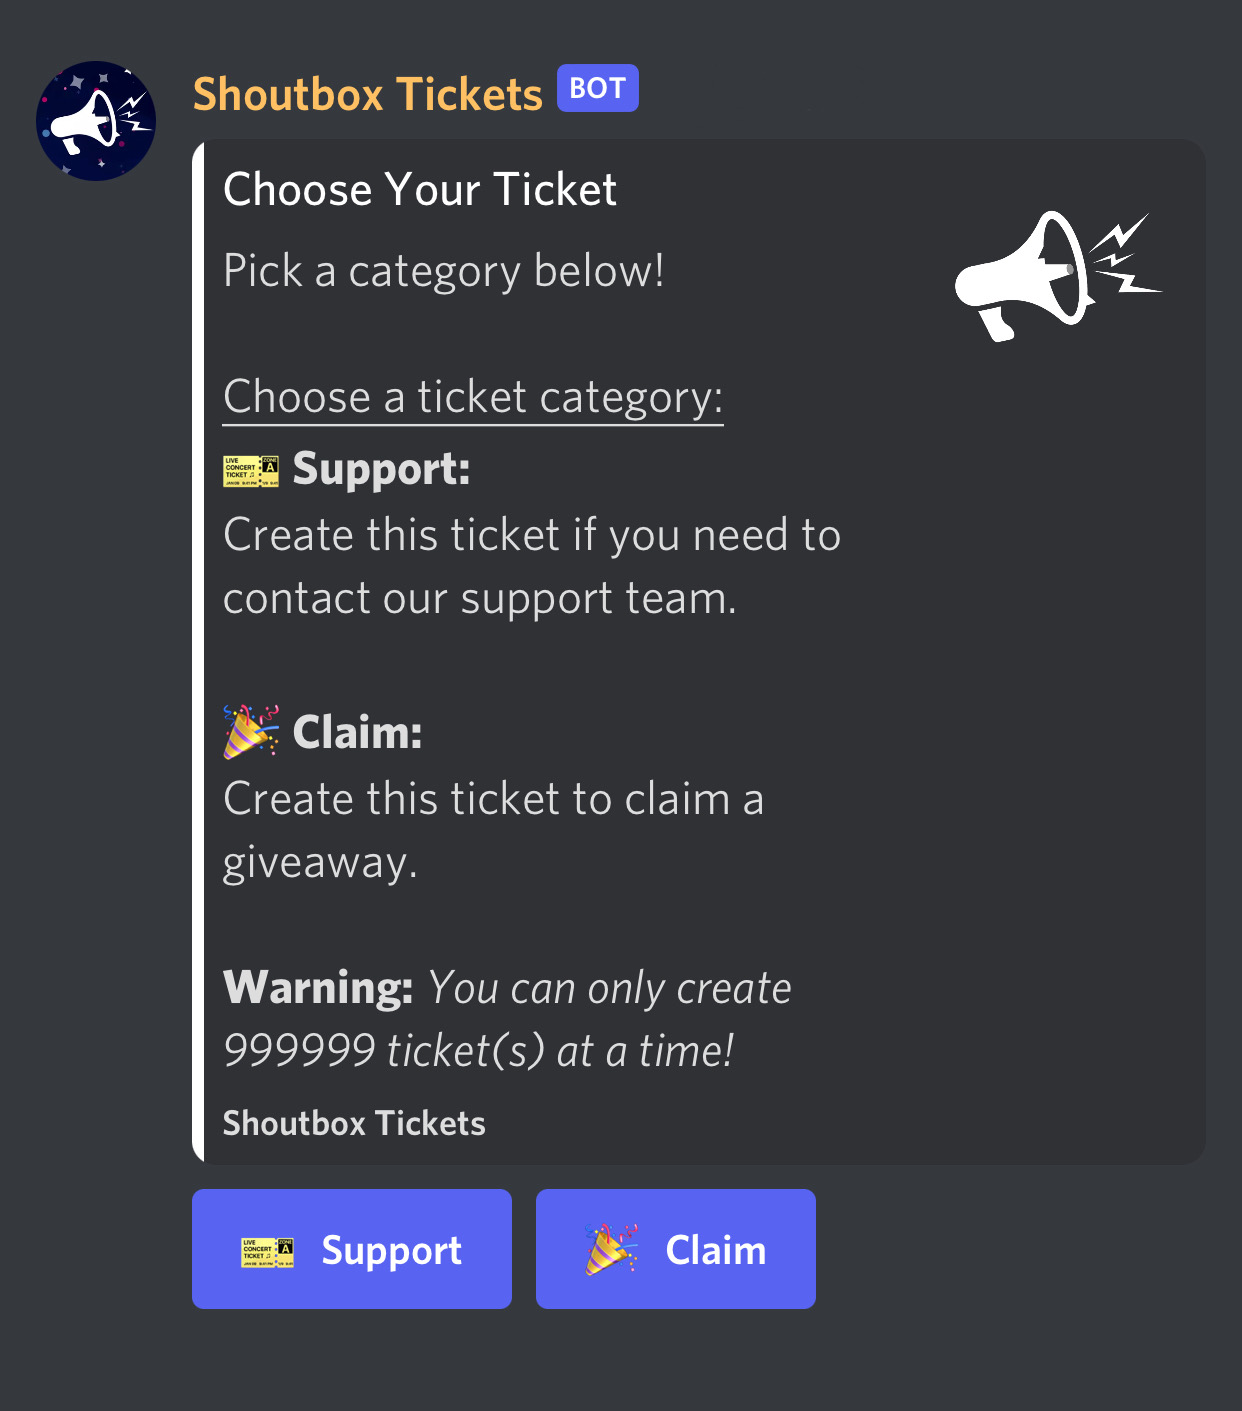 Shoutbox Tickets BOT
Choose Your Ticket
Pick a category below!
Choose a ticket category:
🎫 Support:
Create this ticket if you need to
contact our support team.
🎉 Claim:
Create this ticket to claim a
giveaway.
Warning: You can only create
999999 ticket(s) at a time!
Shoutbox Tickets
🎫 Support
🎉 Claim